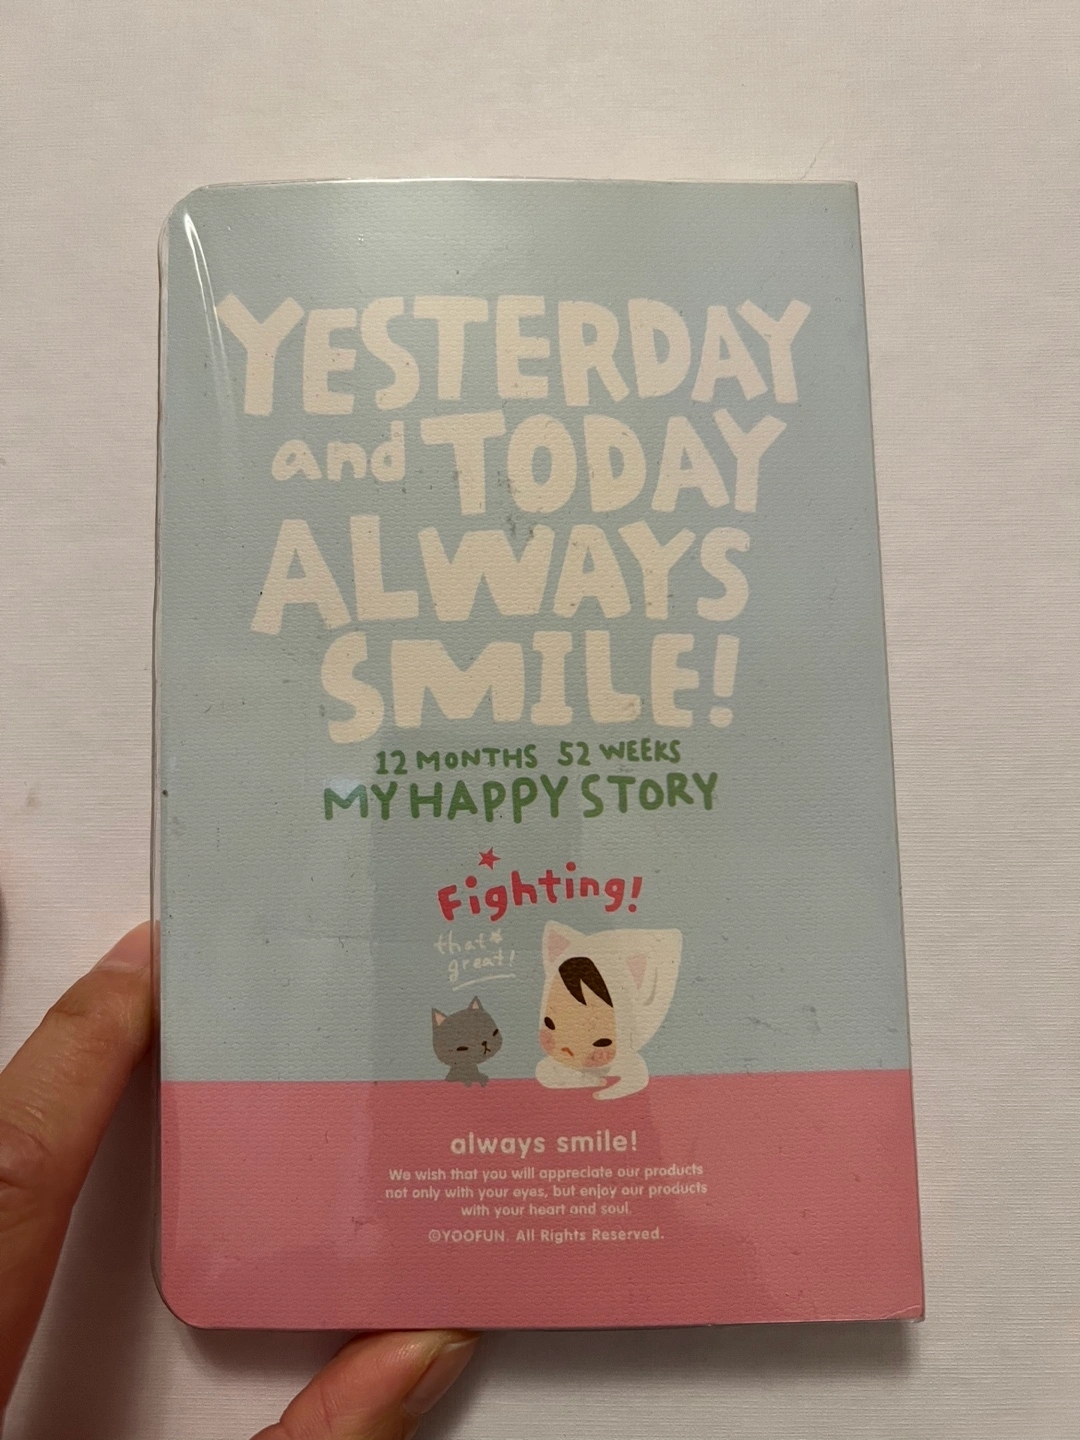 YESTERDAY
and TODAY
ALWAYS
SMILE!
12 MONTHS 52 WEEKS
MY HAPPY STORY
Fighting!
that
great!
always smile!
We wish that you will appreciate our products
not only with your eyes, but enjoy our products
with your heart and soul.
©YOOFUN. All Rights Reserved.